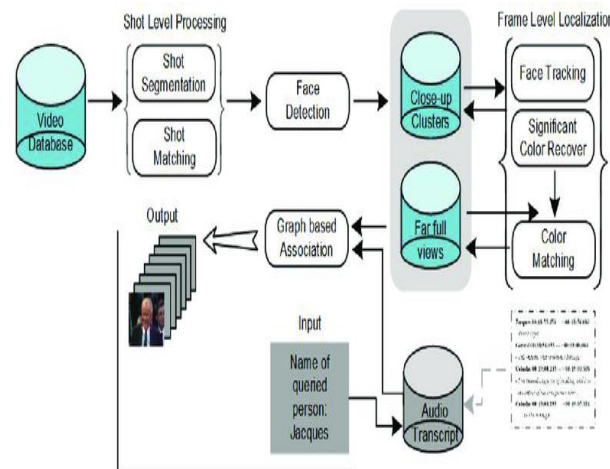 Shot Level Processing
Frame Level Localization
Video
Database
Shot
Segmentation
Shot
Matching
Face
Detection
Close-up
Clusters
Face Tracking
Significant
Color Recover
Output
Graph based
Association
Far full
views
Color
Matching
Input
Name of
queried
person:
Jacques
Audio
Transcript